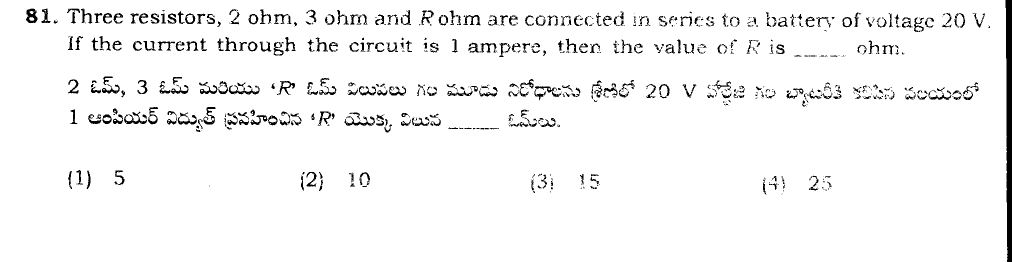 81. Three resistors, 2 ohm, 3 ohm and R ohm are connected in series to a battery of voltage 20 V.
If the current through the circuit is 1 ampere, then the value of R is _____ ohm.
2 ఓమ్, 3 ఓమ్ మరియు ‘R’ ఓమ్ విలువలు గల మూడు నిరోధాలను శ్రేణిలో 20 V వోల్టేజి గల బ్యాటరీకి కలిపిన వలయంలో
1 ఆంపియర్ విద్యుత్ ప్రవహించిన ‘R’ యొక్క విలువ ______ ఓమ్‌లు.
(1) 5 (2) 10 (3) 15 (4) 25